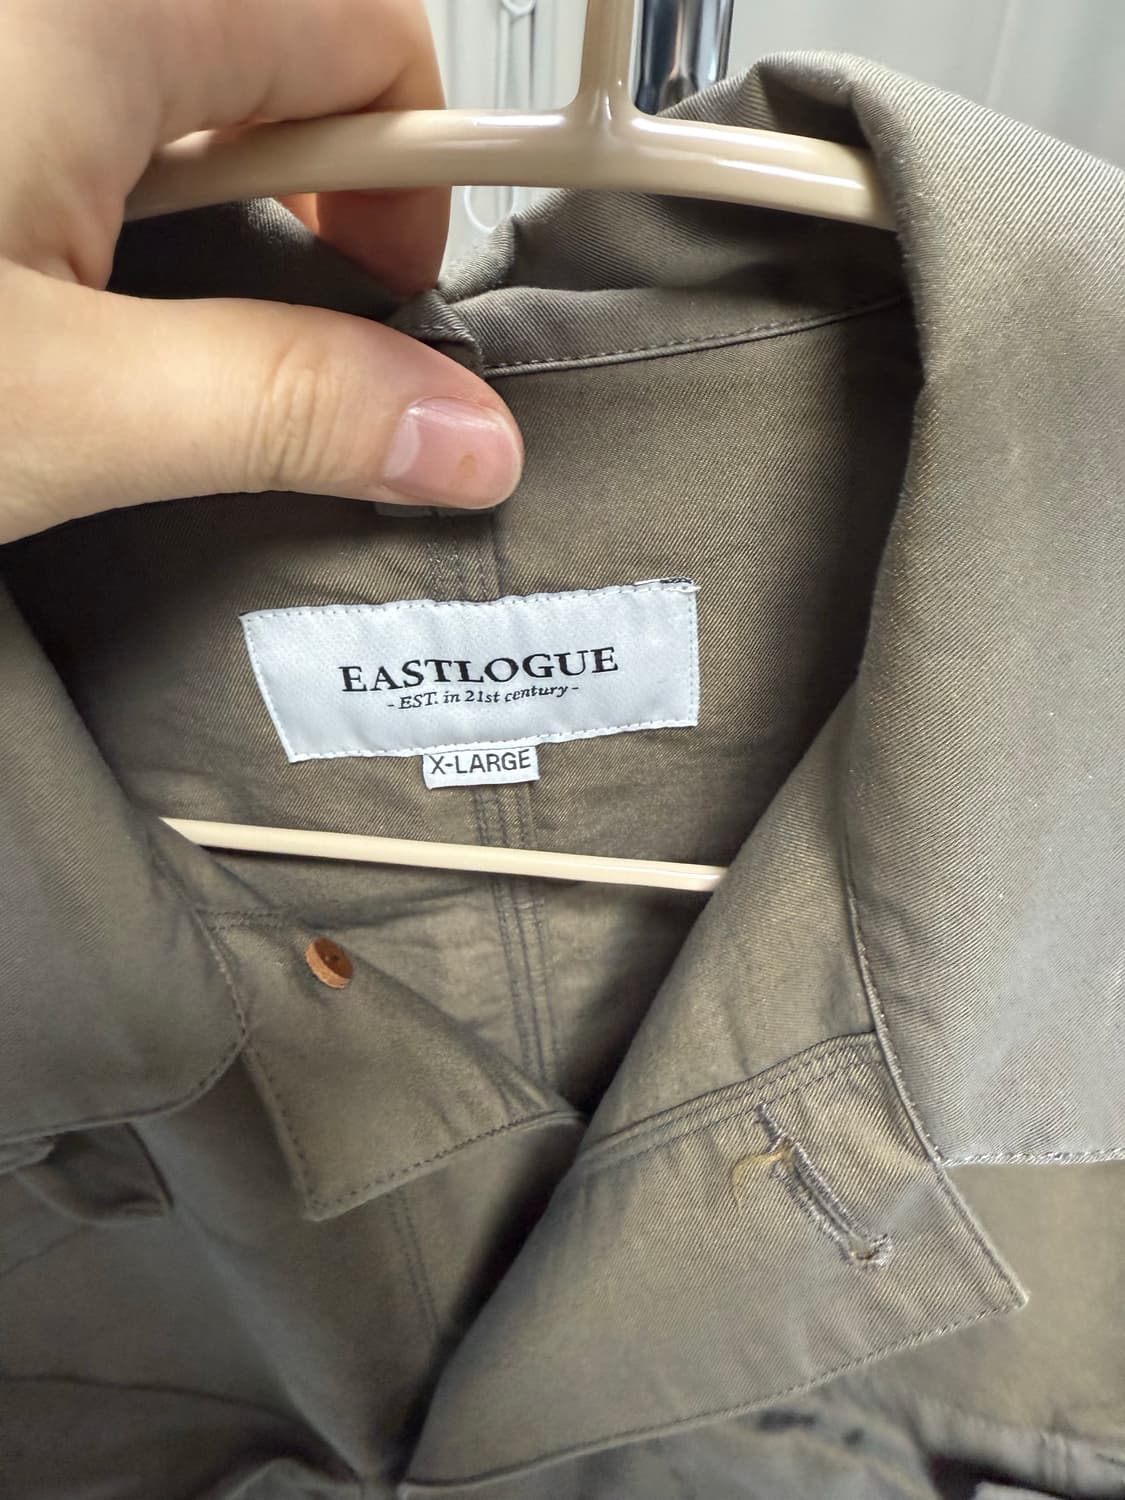 EASTLOGUE
- EST. in 21st century -
X-LARGE